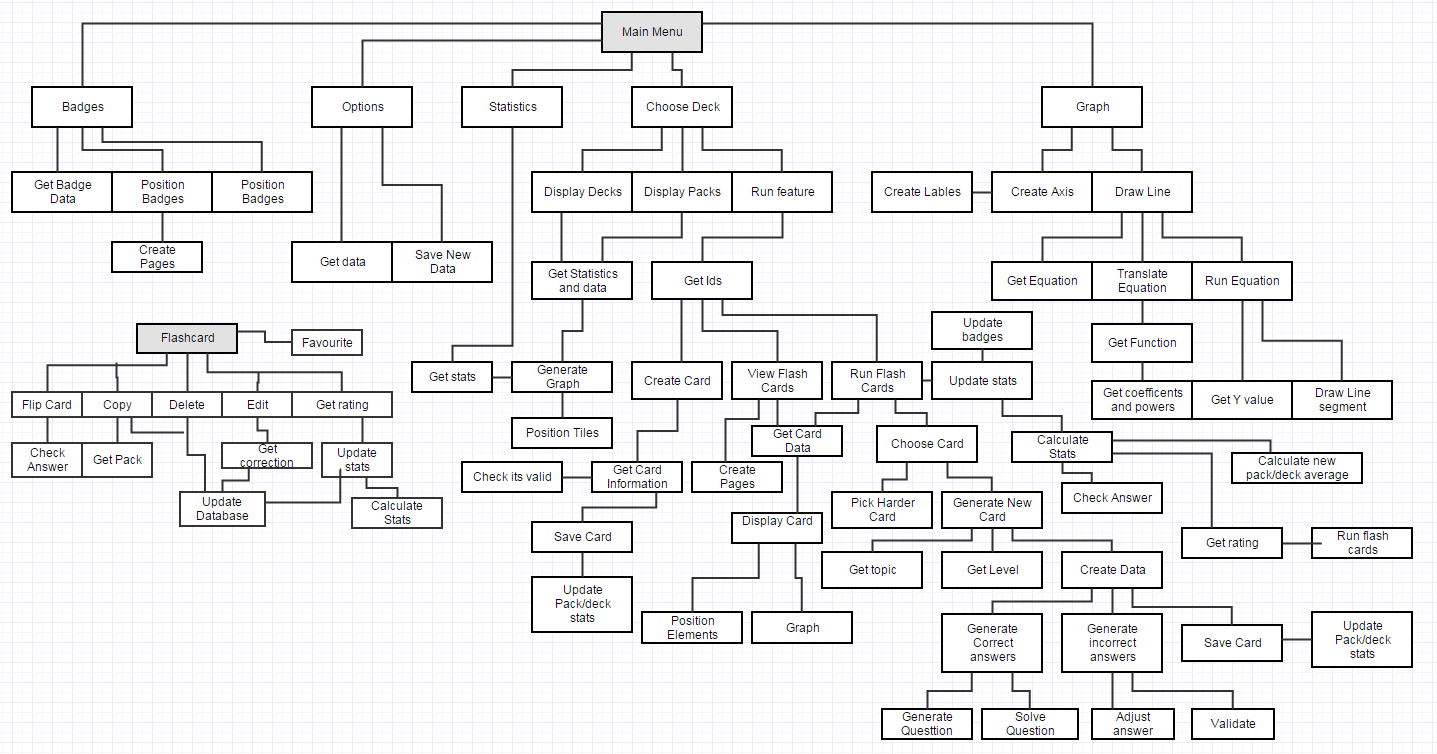 Main Menu
Badges
Options
Statistics
Choose Deck
Graph
Get Badge
Data
Position
Badges
Position
Badges
Display Decks
Display Packs
Run feature
Create Lables
Create Axis
Draw Line
Create
Pages
Get data
Save New
Data
Get Statistics
and data
Get Ids
Get Equation
Translate
Equation
Run Equation
Flashcard
Favourite
Update
badges
Get Function
Get stats
Generate
Graph
Create Card
View Flash
Cards
Run Flash
Cards
Update stats
Get coefficents
and powers
Get Y value
Draw Line
segment
Flip Card
Copy
Delete
Edit
Get rating
Position Tiles
Get Card
Data
Choose Card
Calculate
Stats
Check
Answer
Get Pack
Get
correction
Update
stats
Check its valid
Get Card
Information
Create
Pages
Calculate new
pack/deck average
Update
Database
Calculate
Stats
Pick Harder
Card
Generate New
Card
Check Answer
Save Card
Display Card
Get rating
Run flash
cards
Get topic
Get Level
Create Data
Update
Pack/deck
stats
Position
Elements
Graph
Generate
Correct
answers
Generate
incorrect
answers
Save Card
Update
Pack/deck
stats
Generate
Questtion
Solve
Question
Adjust
answer
Validate